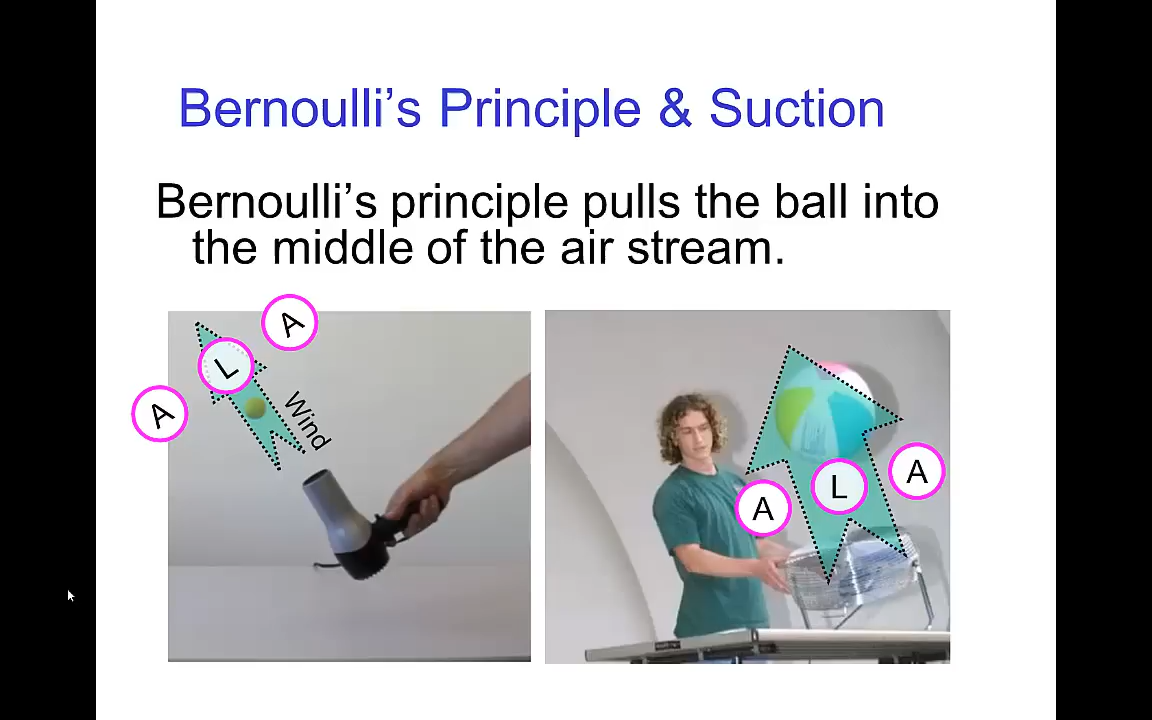 Bernoulli’s Principle & Suction
Bernoulli’s principle pulls the ball into
the middle of the air stream.
A
L
A
Wind
A
L
A